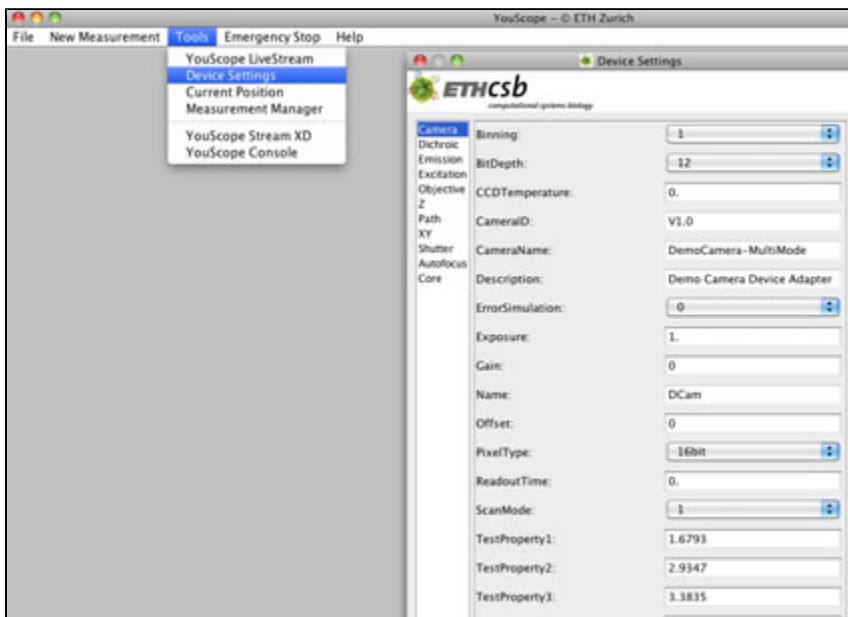 YouScope - © ETH Zurich
File New Measurement Tools Emergency Stop Help
YouScope LiveStream
Device Settings
Current Position
Measurement Manager
YouScope Stream XD
YouScope Console
Device Settings
ETHcsb
computational systems biology
Camera
Dichroic
Emission
Excitation
Objective
Z
Path
XY
Shutter
Autofocus
Core
Binning: 1
BitDepth: 12
CCDTemperature: 0.
CameraID: V1.0
CameraName: DemoCamera-MultiMode
Description: Demo Camera Device Adapter
ErrorSimulation: 0
Exposure: 1.
Gain: 0
Name: DCam
Offset: 0
PixelType: 16bit
ReadoutTime: 0.
ScanMode: 1
TestProperty1: 1.6793
TestProperty2: 2.9347
TestProperty3: 3.3835